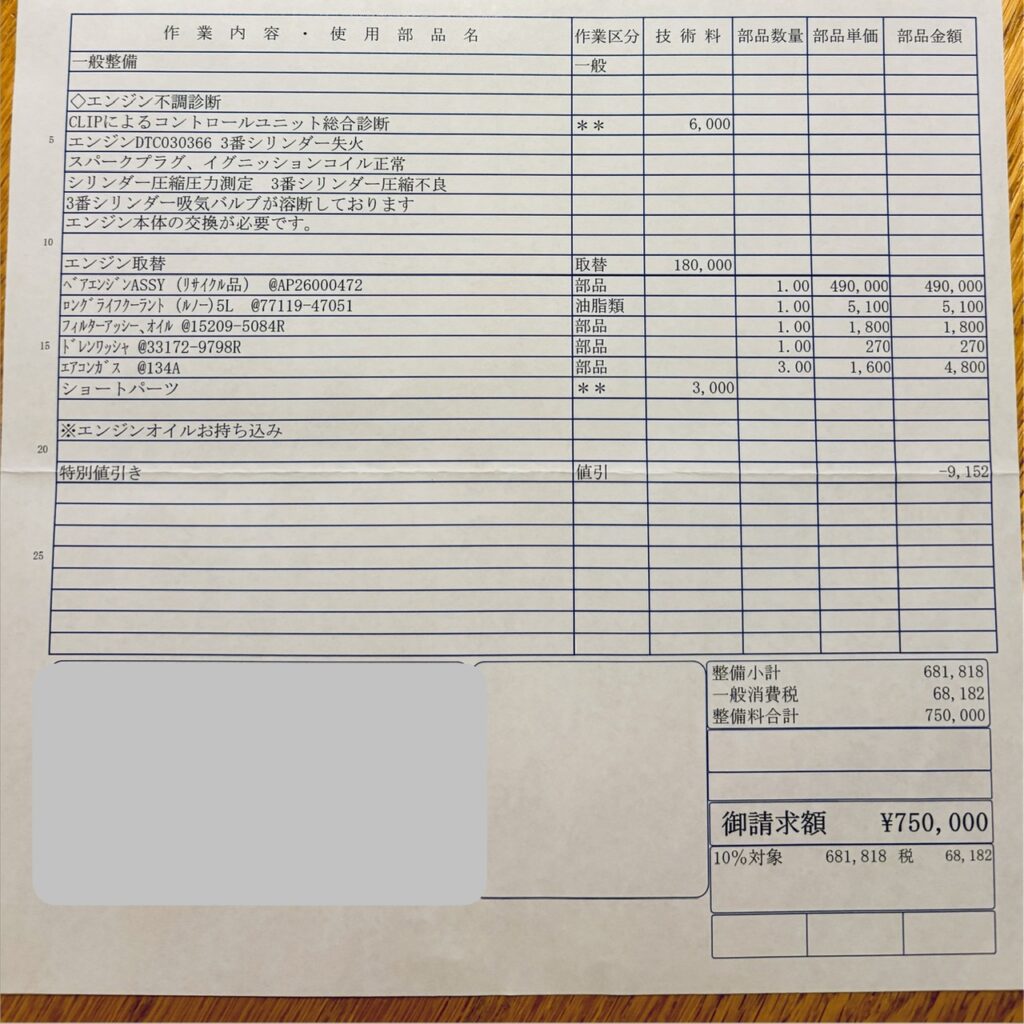 作業内容・使用部品名 作業区分 技術料 部品数量 部品単価 部品金額
一般整備 一般
◇エンジン不調診断
CLIPによるコントロールユニット総合診断 ＊＊ 6,000
5 エンジンDTC030366 3番シリンダー失火
スパークプラグ、イグニッションコイル正常
シリンダー圧縮圧力測定 3番シリンダー圧縮不良
3番シリンダー吸気バルブが溶断しております
エンジン本体の交換が必要です。
10
エンジン取替 取替 180,000
ﾍﾞｱｴﾝｼﾞﾝASSY (ﾘｻｲｸﾙ品) @AP26000472 部品 1.00 490,000 490,000
ﾛﾝｸﾞﾗｲﾌｸｰﾗﾝﾄ (ﾙﾉｰ)5L @77119-47051 油脂類 1.00 5,100 5,100
ﾌｨﾙﾀｰｱｯｼｰ､ｵｲﾙ @15209-5084R 部品 1.00 1,800 1,800
15 ﾄﾞﾚﾝﾜｯｼｬ @33172-9798R 部品 1.00 270 270
ｴｱｺﾝｶﾞｽ @134A 部品 3.00 1,600 4,800
ショートパーツ ＊＊ 3,000
※エンジンオイルお持ち込み
20
特別値引き 値引 -9,152
25
整備小計 681,818
一般消費税 68,182
整備料合計 750,000
御請求額 ¥750,000
10%対象 681,818 税 68,182